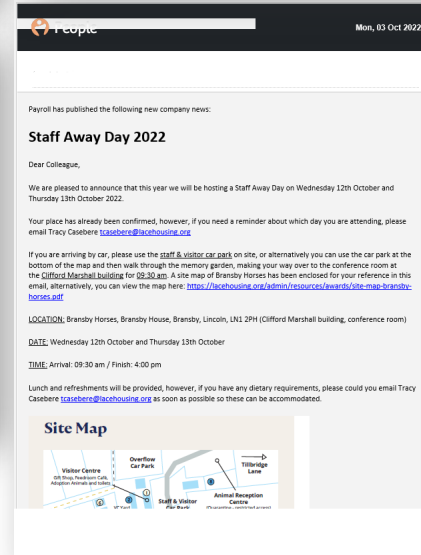 People
Mon, 03 Oct 2022
Payroll has published the following new company news:
Staff Away Day 2022
Dear Colleague,
We are pleased to announce that this year we will be hosting a Staff Away Day on Wednesday 12th October and
Thursday 13th October 2022.
Your place has already been confirmed, however, if you need a reminder about which day you are attending, please
email Tracy Casebere tcasebere@lacehousing.org
If you are arriving by car, please use the staff & visitor car park on site, or alternatively you can use the car park at the
bottom of the map and then walk through the memory garden, making your way over to the conference room at
the Clifford Marshall building for 09:30 am. A site map of Bransby Horses has been enclosed for your reference in this
email, alternatively, you can view the map here: https://lacehousing.org/admin/resources/awards/site-map-bransby-
horses.pdf
LOCATION: Bransby Horses, Bransby House, Bransby, Lincoln, LN1 2PH (Clifford Marshall building, conference room)
DATE: Wednesday 12th October and Thursday 13th October
TIME: Arrival: 09:30 am / Finish: 4:00 pm
Lunch and refreshments will be provided, however, if you have any dietary requirements, please could you email Tracy
Casebere tcasebere@lacehousing.org as soon as possible so these can be accommodated.
Site Map
Overflow
Car Park
Tillbridge
Lane
Visitor Centre
Gift Shop, Feedroom Café,
Adoption Animals and toilets
Staff & Visitor
Car Park
Animal Reception
Centre
(Quarantine - restricted access)